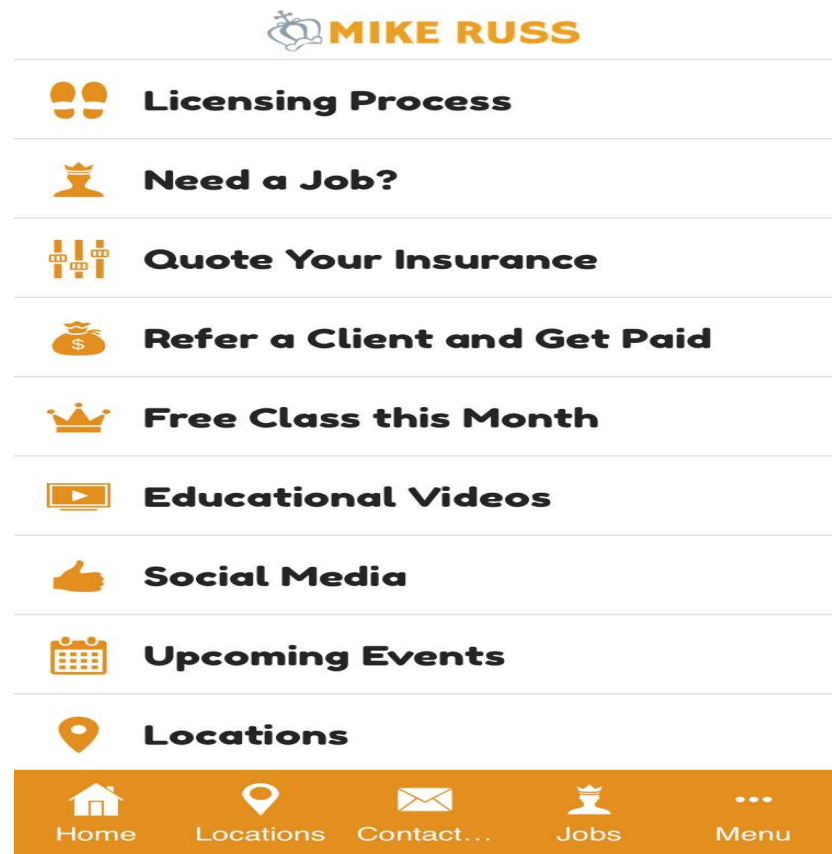 MIKE RUSS
Licensing Process
Need a Job?
Quote Your Insurance
$
Refer a Client and Get Paid
Free Class this Month
Educational Videos
Social Media
Upcoming Events
Locations
Home Locations Contact... Jobs Menu